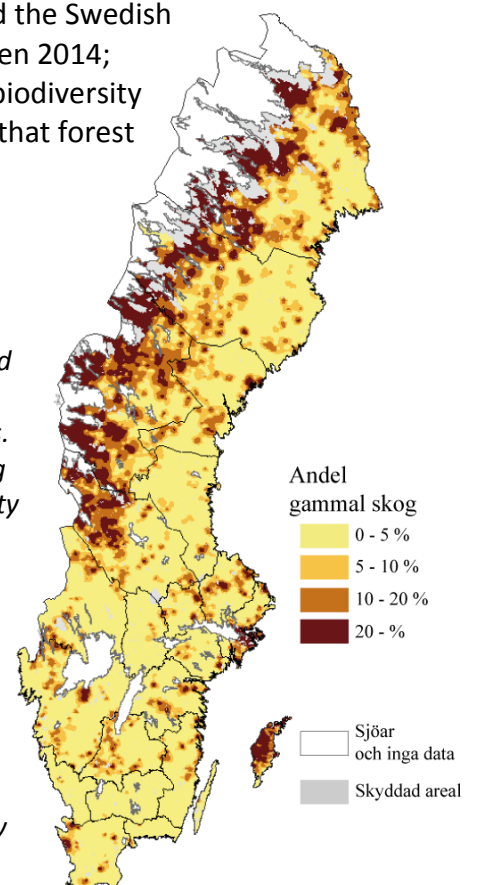 d the Swedish
en 2014;
biodiversity
that forest
d
s.
g
ty
y
Andel
gammal skog
0 - 5 %
5 - 10 %
10 - 20 %
20 - %
Sjöar
och inga data
Skyddad areal